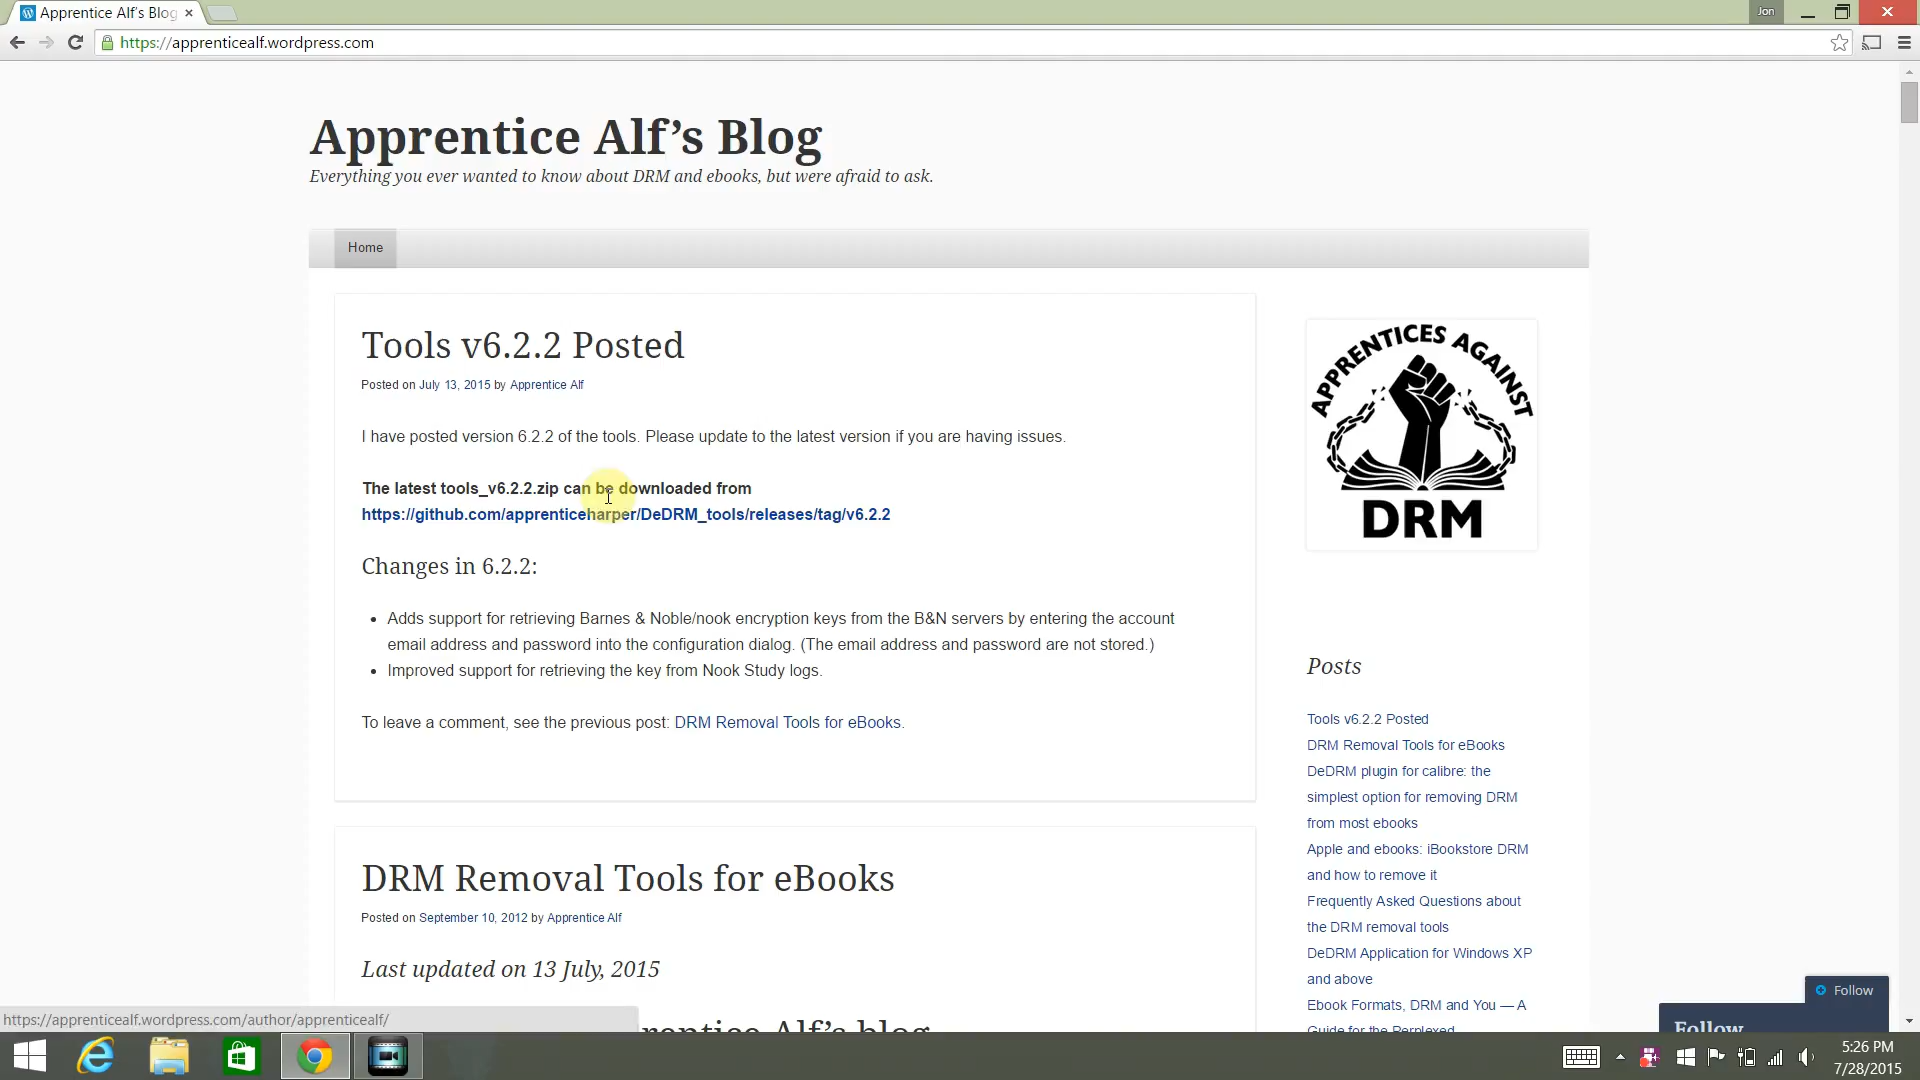 Apprentice Alf's Blog
Jon
https://apprenticealf.wordpress.com
Apprentice Alf's Blog
Everything you ever wanted to know about DRM and ebooks, but were afraid to ask.
Home
Tools v6.2.2 Posted
Posted on July 13, 2015 by Apprentice Alf
I have posted version 6.2.2 of the tools. Please update to the latest version if you are having issues.
The latest tools_v6.2.2.zip can be downloaded from
https://github.com/apprenticeharper/DeDRM_tools/releases/tag/v6.2.2
Changes in 6.2.2:
• Adds support for retrieving Barnes & Noble/nook encryption keys from the B&N servers by entering the account
email address and password into the configuration dialog. (The email address and password are not stored.)
• Improved support for retrieving the key from Nook Study logs.
To leave a comment, see the previous post: DRM Removal Tools for eBooks.
DRM Removal Tools for eBooks
Posted on September 10, 2012 by Apprentice Alf
Last updated on 13 July, 2015
rentice Alf's blog
APPRENTICES AGAINST
DRM
Posts
Tools v6.2.2 Posted
DRM Removal Tools for eBooks
DeDRM plugin for calibre: the
simplest option for removing DRM
from most ebooks
Apple and ebooks: iBookstore DRM
and how to remove it
Frequently Asked Questions about
the DRM removal tools
DeDRM Application for Windows XP
and above
Ebook Formats, DRM and You — A
Guide for the Perplexed
Follow
Follow
https://apprenticealf.wordpress.com/author/apprenticealf/
5:26 PM
7/28/2015